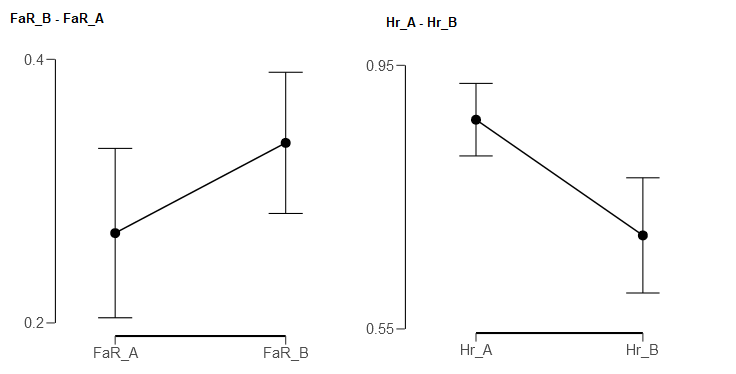 FaR_B - FaR_A
0.4
0.2
FaR_A
FaR_B
Hr_A - Hr_B
0.95
0.55
Hr_A
Hr_B